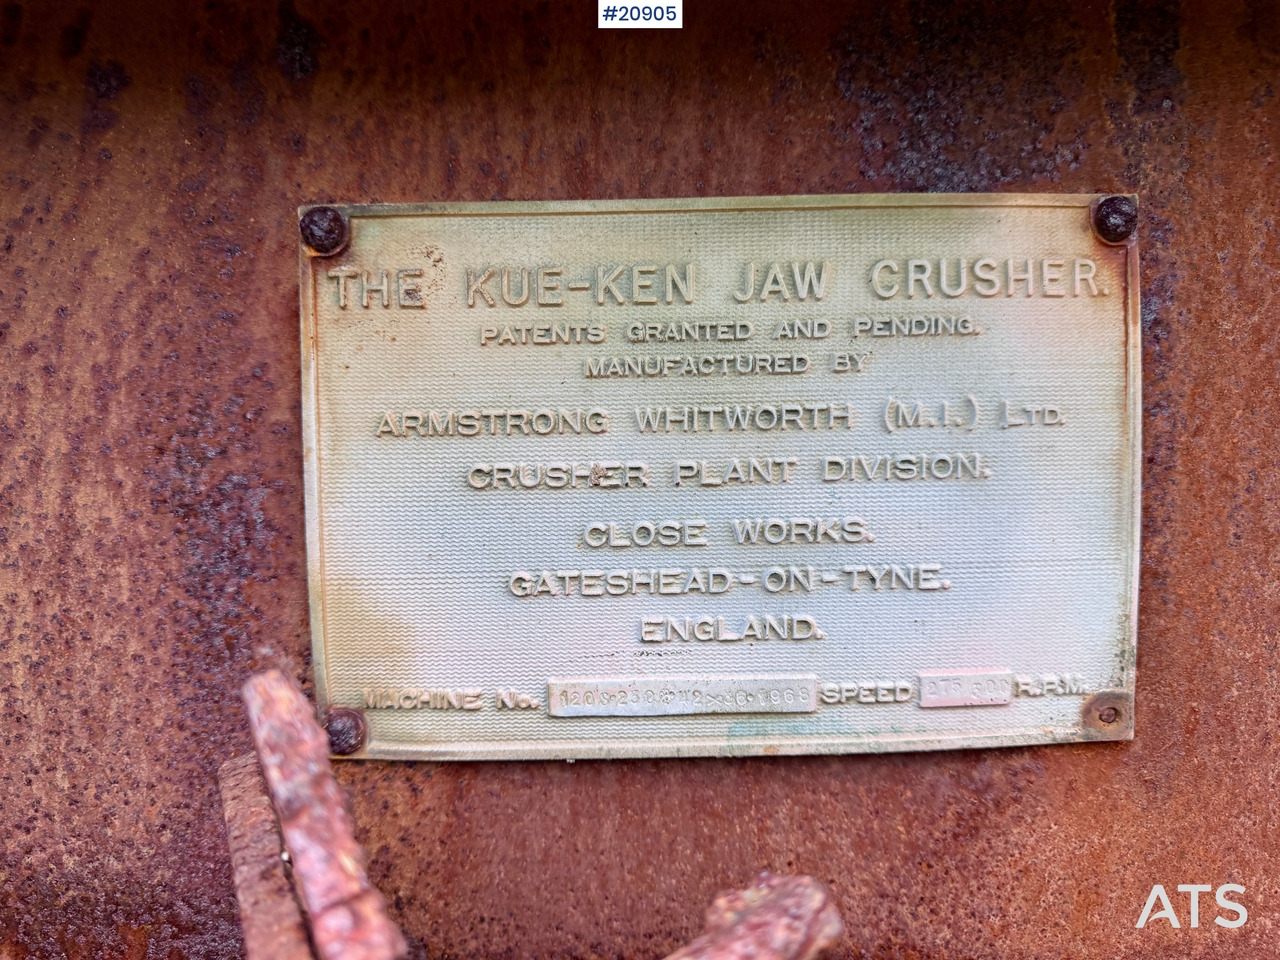 #20905
THE KUE-KEN JAW CRUSHER.
PATENTS GRANTED AND PENDING.
MANUFACTURED BY
ARMSTRONG WHITWORTH (M.I.) LTD.
CRUSHER PLANT DIVISION.
CLOSE WORKS.
GATESHEAD-ON-TYNE.
ENGLAND.
MACHINE No. SPEED R.P.M.
ATS